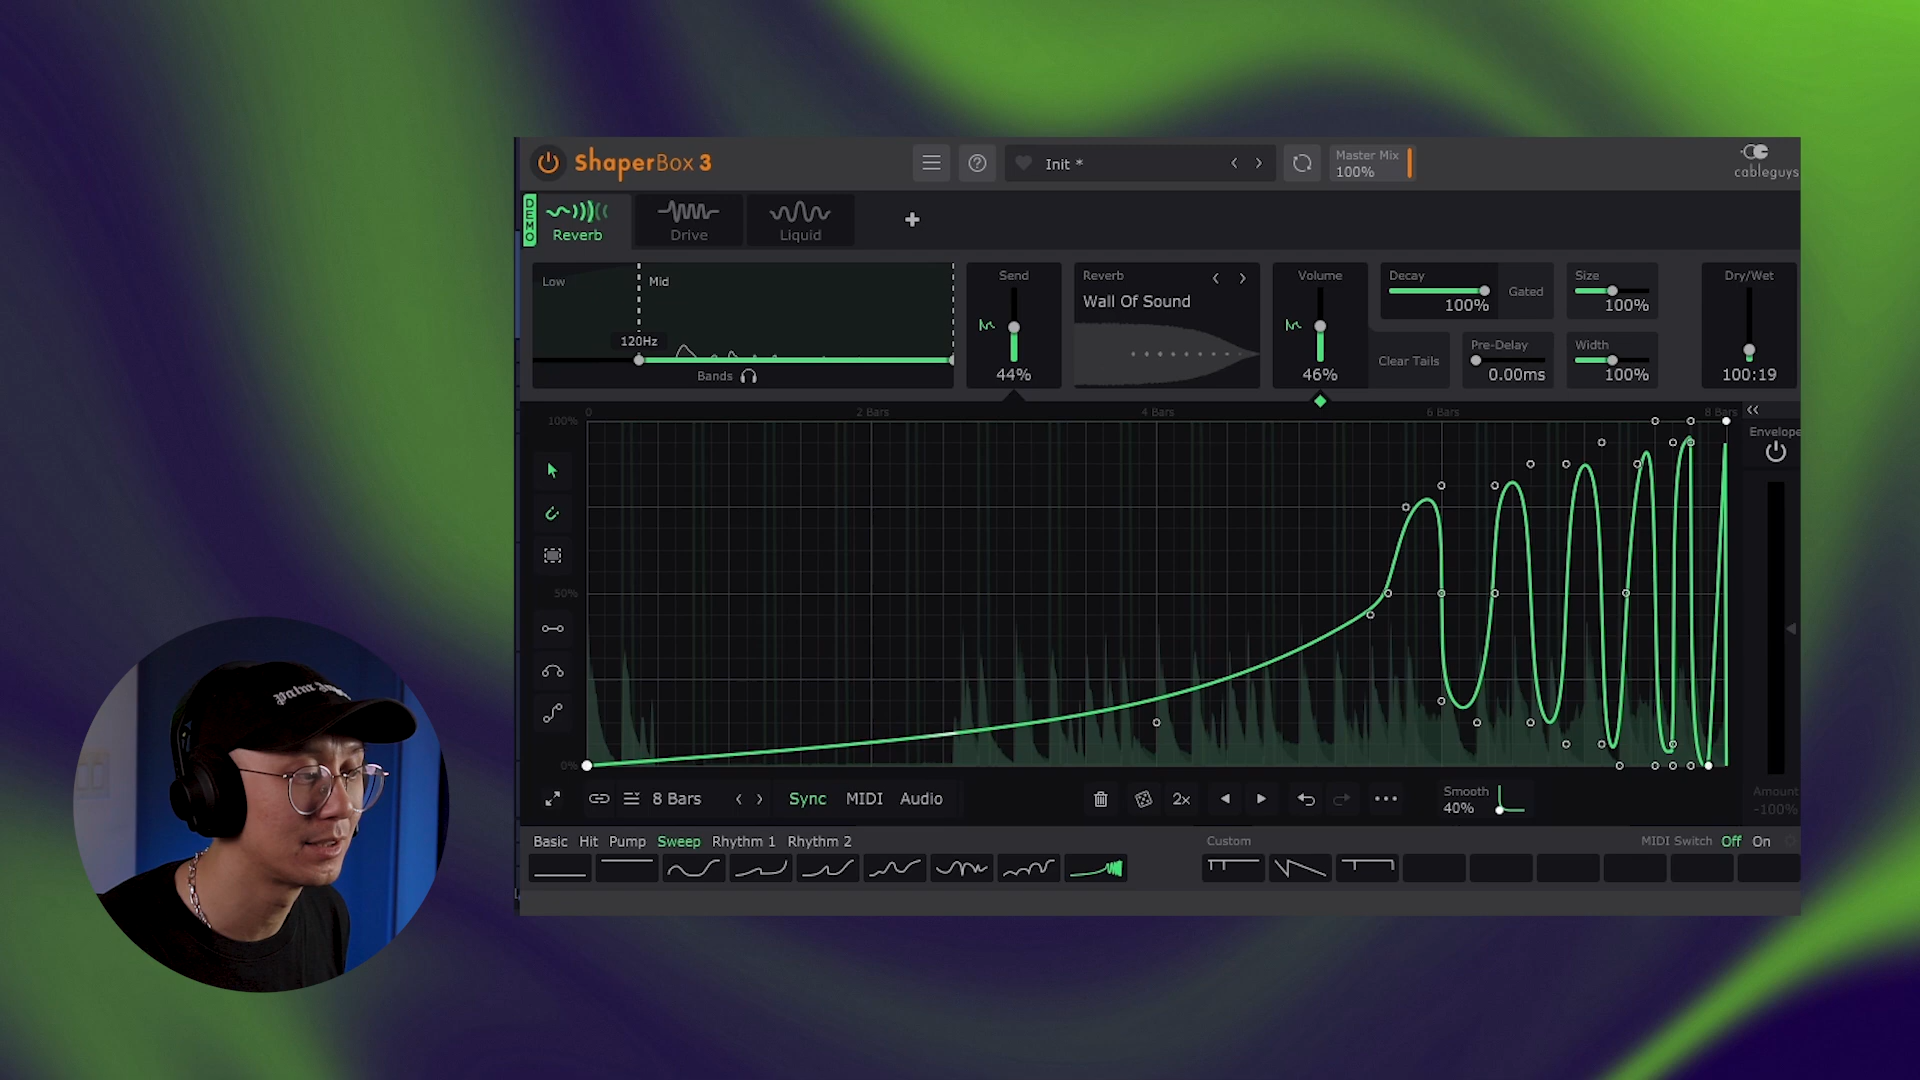 ShaperBox 3
Init *
Master Mix
100%
cableguys
DEMO
Reverb
Drive
Liquid
Low
Mid
120Hz
Bands
Send
44%
Reverb
Wall Of Sound
Volume
46%
Decay
100%
Gated
Size
100%
Clear Tails
Pre-Delay
0.00ms
Width
100%
Dry/Wet
100:19
0
2 Bars
4 Bars
6 Bars
8 Bars
100%
50%
0%
Envelope
Amount
-100%
8 Bars
Sync
MIDI
Audio
2x
Smooth
40%
Basic
Hit
Pump
Sweep
Rhythm 1
Rhythm 2
Custom
MIDI Switch
Off
On